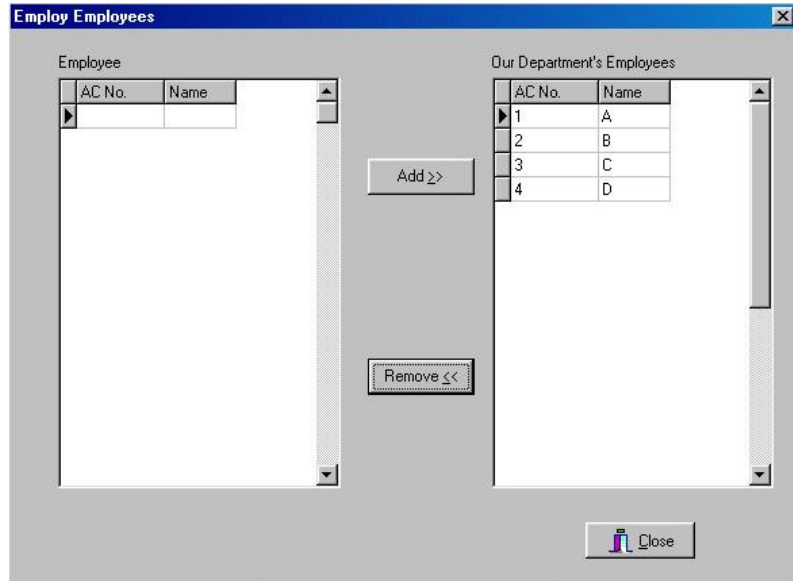 Employ Employees
Employee
Our Department's Employees
AC No. Name
AC No. Name
1 A
2 B
3 C
4 D
Add >>
Remove <<
Close